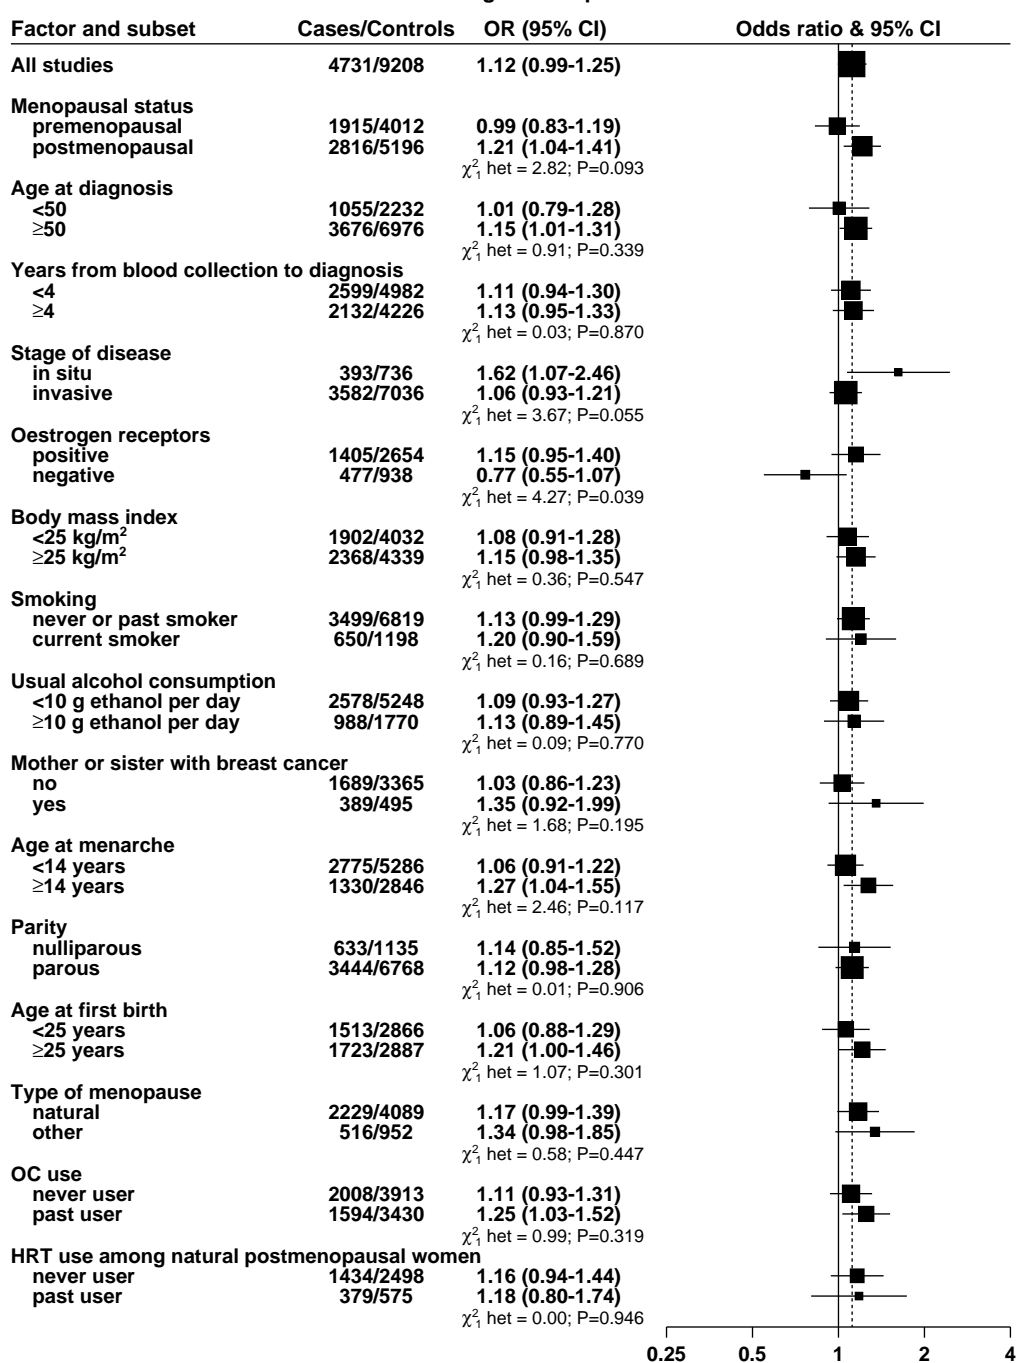 Factor and subset Cases/Controls OR (95% CI) Odds ratio & 95% CI
All studies 4731/9208 1.12 (0.99-1.25)
Menopausal status
premenopausal 1915/4012 0.99 (0.83-1.19)
postmenopausal 2816/5196 1.21 (1.04-1.41)
χ²₁ het = 2.82; P=0.093
Age at diagnosis
<50 1055/2232 1.01 (0.79-1.28)
≥50 3676/6976 1.15 (1.01-1.31)
χ²₁ het = 0.91; P=0.339
Years from blood collection to diagnosis
<4 2599/4982 1.11 (0.94-1.30)
≥4 2132/4226 1.13 (0.95-1.33)
χ²₁ het = 0.03; P=0.870
Stage of disease
in situ 393/736 1.62 (1.07-2.46)
invasive 3582/7036 1.06 (0.93-1.21)
χ²₁ het = 3.67; P=0.055
Oestrogen receptors
positive 1405/2654 1.15 (0.95-1.40)
negative 477/938 0.77 (0.55-1.07)
χ²₁ het = 4.27; P=0.039
Body mass index
<25 kg/m² 1902/4032 1.08 (0.91-1.28)
≥25 kg/m² 2368/4339 1.15 (0.98-1.35)
χ²₁ het = 0.36; P=0.547
Smoking
never or past smoker 3499/6819 1.13 (0.99-1.29)
current smoker 650/1198 1.20 (0.90-1.59)
χ²₁ het = 0.16; P=0.689
Usual alcohol consumption
<10 g ethanol per day 2578/5248 1.09 (0.93-1.27)
≥10 g ethanol per day 988/1770 1.13 (0.89-1.45)
χ²₁ het = 0.09; P=0.770
Mother or sister with breast cancer
no 1689/3365 1.03 (0.86-1.23)
yes 389/495 1.35 (0.92-1.99)
χ²₁ het = 1.68; P=0.195
Age at menarche
<14 years 2775/5286 1.06 (0.91-1.22)
≥14 years 1330/2846 1.27 (1.04-1.55)
χ²₁ het = 2.46; P=0.117
Parity
nulliparous 633/1135 1.14 (0.85-1.52)
parous 3444/6768 1.12 (0.98-1.28)
χ²₁ het = 0.01; P=0.906
Age at first birth
<25 years 1513/2866 1.06 (0.88-1.29)
≥25 years 1723/2887 1.21 (1.00-1.46)
χ²₁ het = 1.07; P=0.301
Type of menopause
natural 2229/4089 1.17 (0.99-1.39)
other 516/952 1.34 (0.98-1.85)
χ²₁ het = 0.58; P=0.447
OC use
never user 2008/3913 1.11 (0.93-1.31)
past user 1594/3430 1.25 (1.03-1.52)
χ²₁ het = 0.99; P=0.319
HRT use among natural postmenopausal women
never user 1434/2498 1.16 (0.94-1.44)
past user 379/575 1.18 (0.80-1.74)
χ²₁ het = 0.00; P=0.946
0.25 0.5 1 2 4